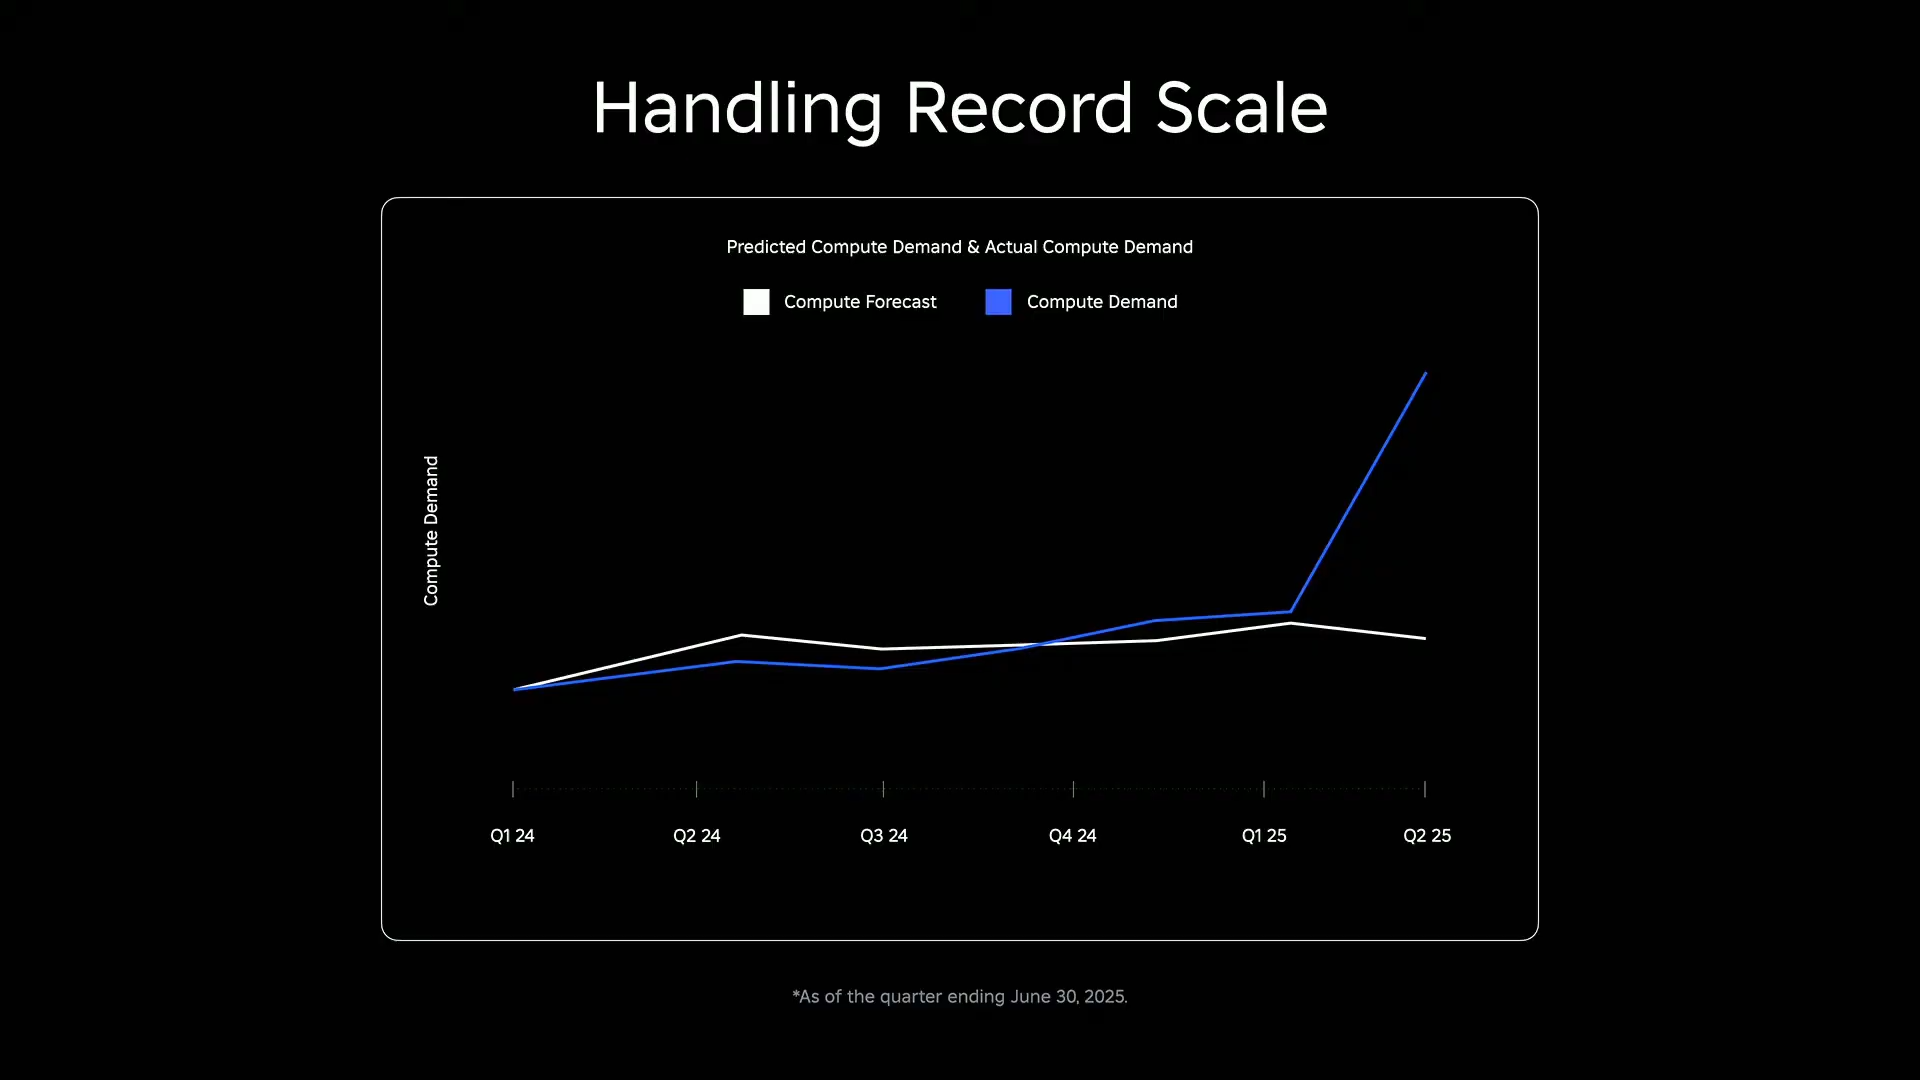 Handling Record Scale
Predicted Compute Demand & Actual Compute Demand
Compute Forecast
Compute Demand
Compute Demand
Q1 24
Q2 24
Q3 24
Q4 24
Q1 25
Q2 25
*As of the quarter ending June 30, 2025.